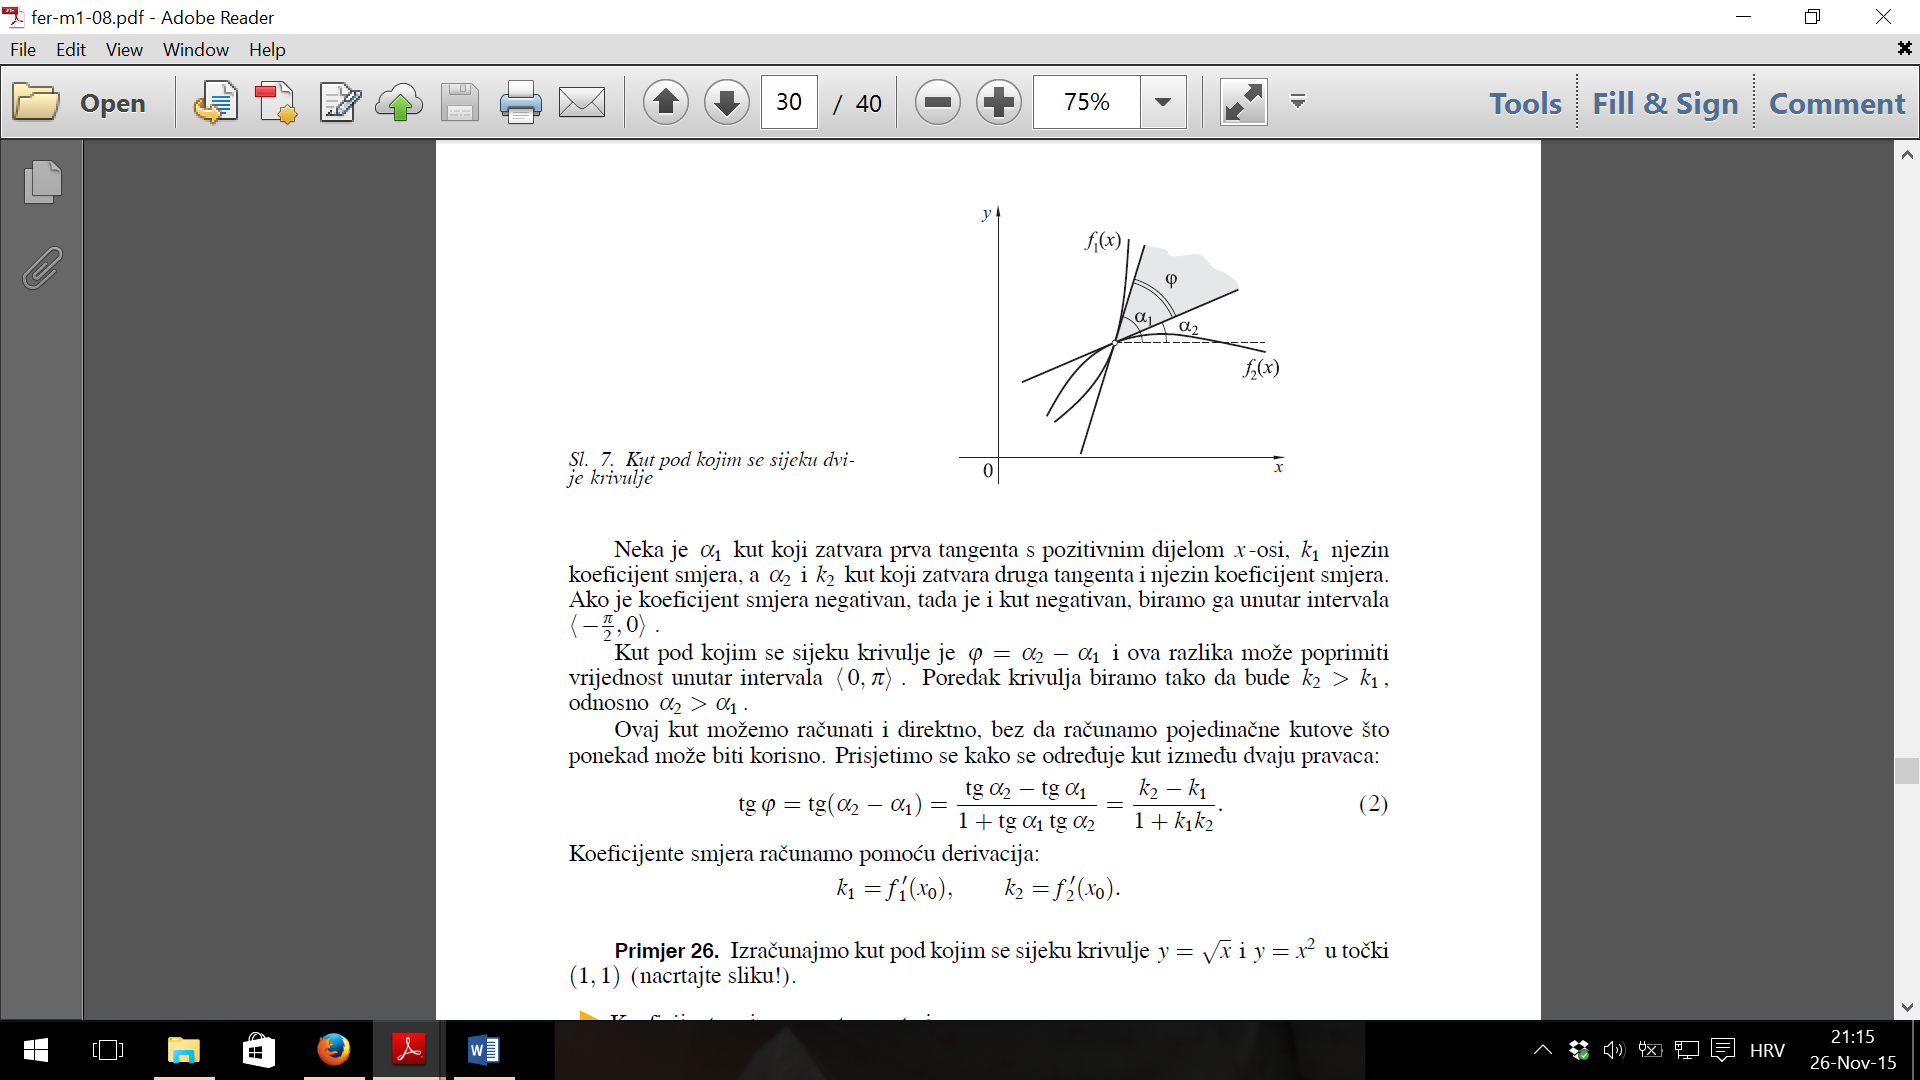 fer-m1-08.pdf - Adobe Reader
File Edit View Window Help
Open 30 / 40 75% Tools Fill & Sign Comment
y
f₁(x)
φ
α₁ α₂
f₂(x)
0 x
Sl. 7. Kut pod kojim se sijeku dvi-
je krivulje
Neka je α₁ kut koji zatvara prva tangenta s pozitivnim dijelom x-osi, k₁ njezin
koeficijent smjera, a α₂ i k₂ kut koji zatvara druga tangenta i njezin koeficijent smjera.
Ako je koeficijent smjera negativan, tada je i kut negativan, biramo ga unutar intervala
⟨−π/2, 0⟩ .
Kut pod kojim se sijeku krivulje je φ = α₂ − α₁ i ova razlika može poprimiti
vrijednost unutar intervala ⟨0, π⟩ . Poredak krivulja biramo tako da bude k₂ > k₁,
odnosno α₂ > α₁ .
Ovaj kut možemo računati i direktno, bez da računamo pojedinačne kutove što
ponekad može biti korisno. Prisjetimo se kako se određuje kut između dvaju pravaca:
tg φ = tg(α₂ − α₁) = (tg α₂ − tg α₁)/(1 + tg α₁ tg α₂) = (k₂ − k₁)/(1 + k₁k₂). (2)
Koeficijente smjera računamo pomoću derivacija:
k₁ = f₁′(x₀), k₂ = f₂′(x₀).
Primjer 26. Izračunajmo kut pod kojim se sijeku krivulje y = √x i y = x² u točki
(1, 1) (nacrtajte sliku!).
HRV
21:15
26-Nov-15